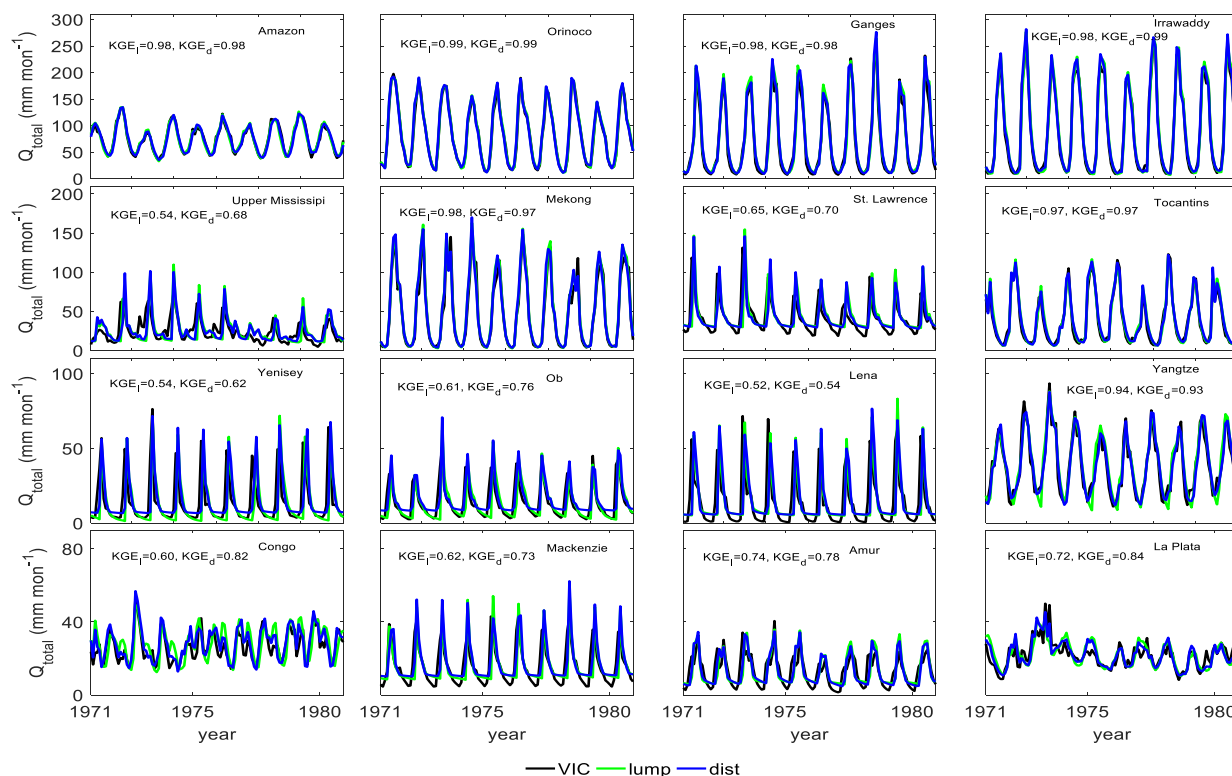 Amazon
KGE_l=0.98, KGE_d=0.98
Orinoco
KGE_l=0.99, KGE_d=0.99
Ganges
KGE_l=0.98, KGE_d=0.98
Irrawaddy
KGE_l=0.98, KGE_d=0.99
300
250
200
150
100
50
0
Q_total (mm mon^-1)
Upper Mississipi
KGE_l=0.54, KGE_d=0.68
Mekong
KGE_l=0.98, KGE_d=0.97
St. Lawrence
KGE_l=0.65, KGE_d=0.70
Tocantins
KGE_l=0.97, KGE_d=0.97
200
150
100
50
0
Q_total (mm mon^-1)
Yenisey
KGE_l=0.54, KGE_d=0.62
Ob
KGE_l=0.61, KGE_d=0.76
Lena
KGE_l=0.52, KGE_d=0.54
Yangtze
KGE_l=0.94, KGE_d=0.93
100
50
0
Q_total (mm mon^-1)
Congo
KGE_l=0.60, KGE_d=0.82
Mackenzie
KGE_l=0.62, KGE_d=0.73
Amur
KGE_l=0.74, KGE_d=0.78
La Plata
KGE_l=0.72, KGE_d=0.84
80
40
0
Q_total (mm mon^-1)
1971 1975 1980
1971 1975 1980
1971 1975 1980
1971 1975 1980
year
year
year
year
VIC lump dist